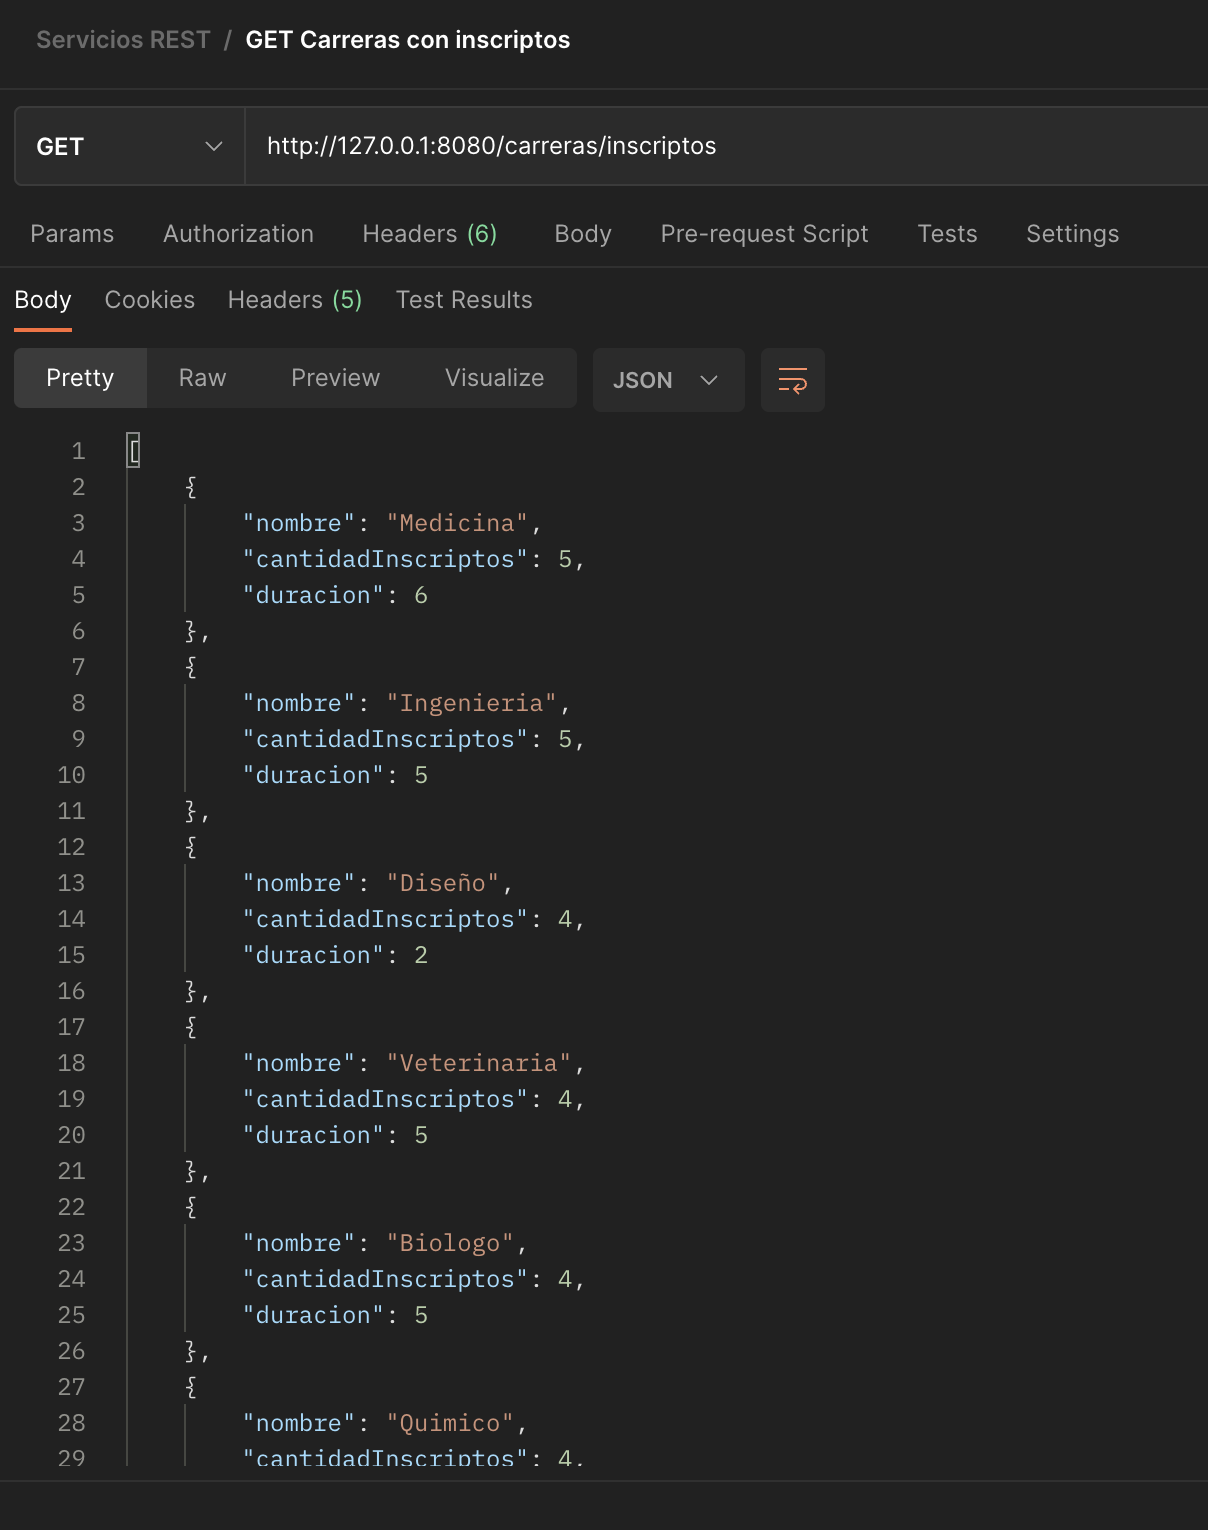 Servicios REST / GET Carreras con inscriptos
GET http://127.0.0.1:8080/carreras/inscriptos
Params Authorization Headers (6) Body Pre-request Script Tests Settings
Body Cookies Headers (5) Test Results
Pretty Raw Preview Visualize JSON
1 [
2 {
3 "nombre": "Medicina",
4 "cantidadInscriptos": 5,
5 "duracion": 6
6 },
7 {
8 "nombre": "Ingenieria",
9 "cantidadInscriptos": 5,
10 "duracion": 5
11 },
12 {
13 "nombre": "Diseño",
14 "cantidadInscriptos": 4,
15 "duracion": 2
16 },
17 {
18 "nombre": "Veterinaria",
19 "cantidadInscriptos": 4,
20 "duracion": 5
21 },
22 {
23 "nombre": "Biologo",
24 "cantidadInscriptos": 4,
25 "duracion": 5
26 },
27 {
28 "nombre": "Quimico",
29 "cantidadInscriptos": 4,